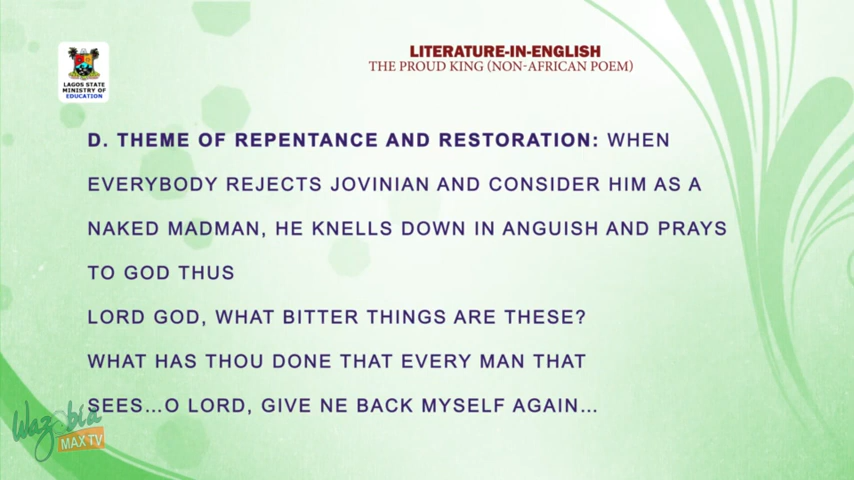 LITERATURE-IN-ENGLISH
THE PROUD KING (NON-AFRICAN POEM)
LAGOS STATE
MINISTRY OF
EDUCATION
D. THEME OF REPENTANCE AND RESTORATION: WHEN
EVERYBODY REJECTS JOVINIAN AND CONSIDER HIM AS A
NAKED MADMAN, HE KNELLS DOWN IN ANGUISH AND PRAYS
TO GOD THUS
LORD GOD, WHAT BITTER THINGS ARE THESE?
WHAT HAS THOU DONE THAT EVERY MAN THAT
SEES...O LORD, GIVE NE BACK MYSELF AGAIN...
Wazobia
MAX TV